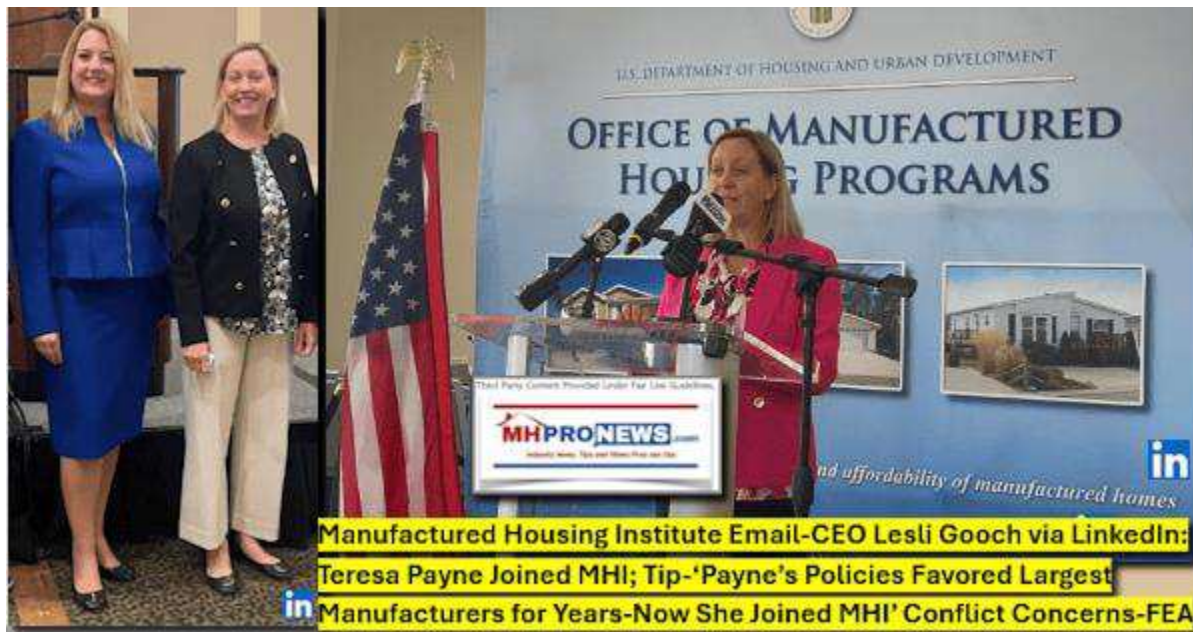 U.S. DEPARTMENT OF HOUSING AND URBAN DEVELOPMENT
OFFICE OF MANUFACTURED
HOU G PROGRAMS
nd affordability of manufactured homes
Third Party Content Provided Under Fair Use Guidelines.
MHPRONEWS.com
Industry News, Tips and Views Pros can Use
in
in
Manufactured Housing Institute Email-CEO Lesli Gooch via LinkedIn:
Teresa Payne Joined MHI; Tip-‘Payne’s Policies Favored Largest
Manufacturers for Years-Now She Joined MHI’ Conflict Concerns-FEA